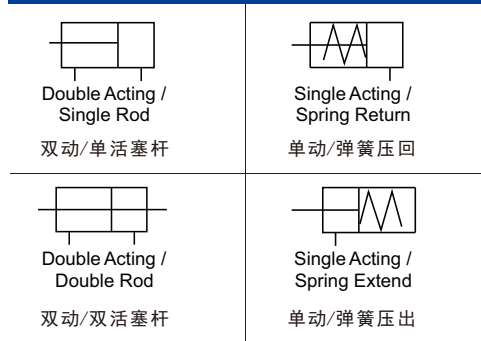 Double Acting /
Single Rod
双动/单活塞杆
Single Acting /
Spring Return
单动/弹簧压回
Double Acting /
Double Rod
双动/双活塞杆
Single Acting /
Spring Extend
单动/弹簧压出